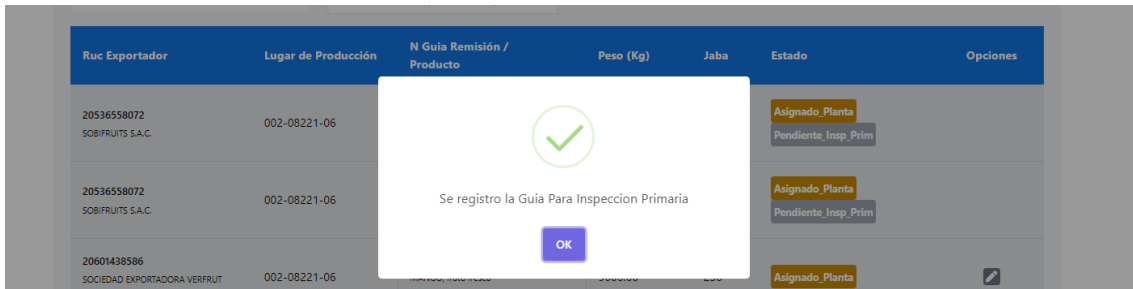 Ruc Exportador
Lugar de Producción
N Guia Remisión /
Producto
Peso (Kg)
Jaba
Estado
Opciones
20536558072
SOBIFRUITS S.A.C.
002-08221-06
Asignado_Planta
Pendiente_Insp_Prim
20536558072
SOBIFRUITS S.A.C.
002-08221-06
Asignado_Planta
Pendiente_Insp_Prim
Se registro la Guia Para Inspeccion Primaria
OK
20601438586
SOCIEDAD EXPORTADORA VERFRUT
002-08221-06
Asignado_Planta